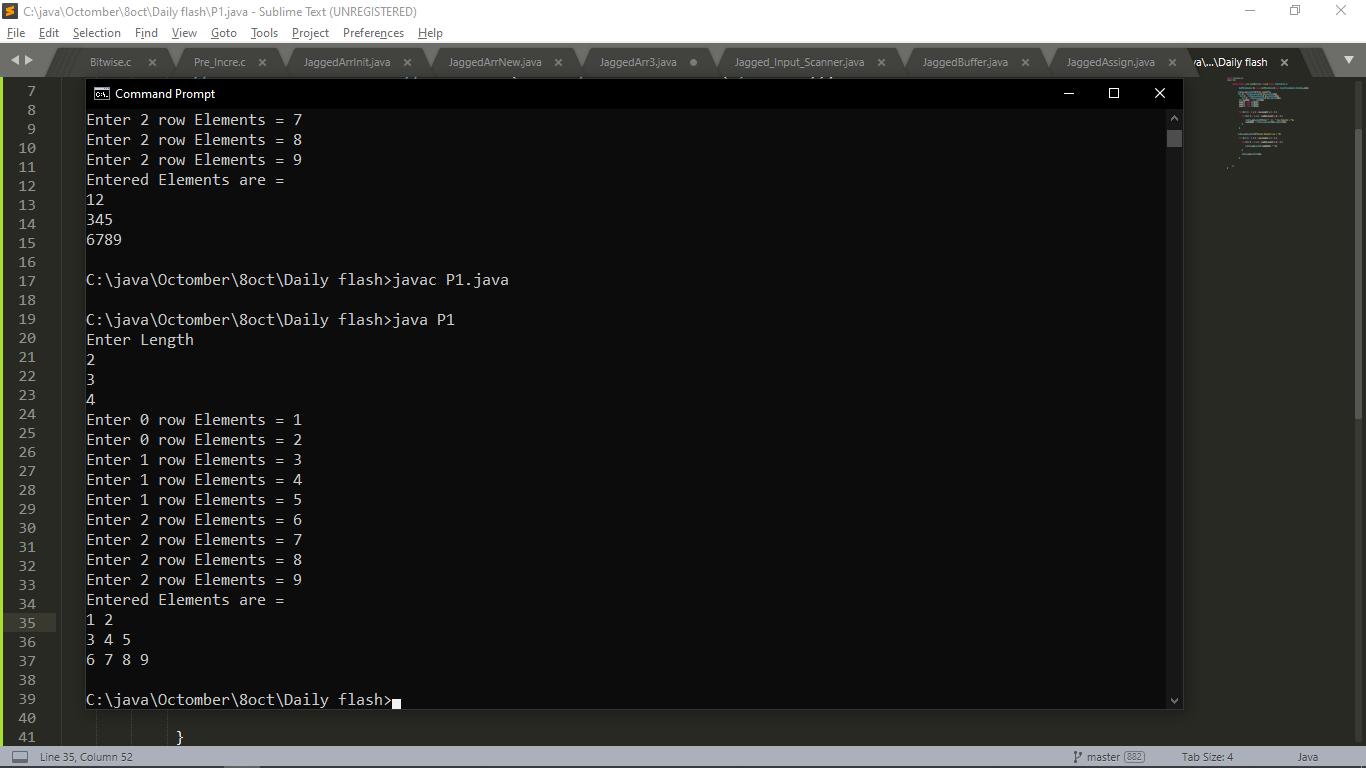 C:\java\Octomber\8oct\Daily flash\P1.java - Sublime Text (UNREGISTERED)
File Edit Selection Find View Goto Tools Project Preferences Help
Bitwise.c Pre_Incre.c JaggedArrInit.java JaggedArrNew.java JaggedArr3.java Jagged_Input_Scanner.java JaggedBuffer.java JaggedAssign.java va\...\Daily flash
7
8
9
10
11
12
13
14
15
16
17
18
19
20
21
22
23
24
25
26
27
28
29
30
31
32
33
34
35
36
37
38
39
40
41 }
Command Prompt
Enter 2 row Elements = 7
Enter 2 row Elements = 8
Enter 2 row Elements = 9
Entered Elements are =
12
345
6789
C:\java\Octomber\8oct\Daily flash>javac P1.java
C:\java\Octomber\8oct\Daily flash>java P1
Enter Length
2
3
4
Enter 0 row Elements = 1
Enter 0 row Elements = 2
Enter 1 row Elements = 3
Enter 1 row Elements = 4
Enter 1 row Elements = 5
Enter 2 row Elements = 6
Enter 2 row Elements = 7
Enter 2 row Elements = 8
Enter 2 row Elements = 9
Entered Elements are =
1 2
3 4 5
6 7 8 9
C:\java\Octomber\8oct\Daily flash>
Line 35, Column 52 master 882 Tab Size: 4 Java